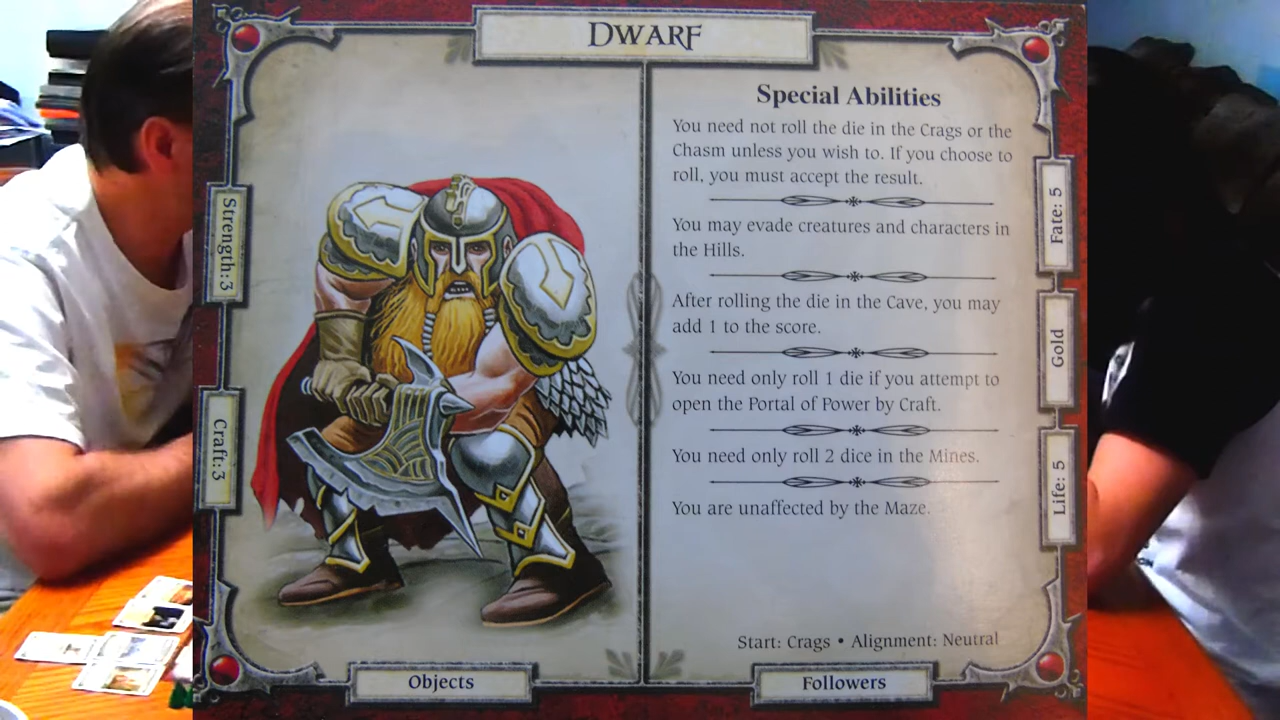 DWARF
Special Abilities
You need not roll the die in the Crags or the
Chasm unless you wish to. If you choose to
roll, you must accept the result.
You may evade creatures and characters in
the Hills.
After rolling the die in the Cave, you may
add 1 to the score.
You need only roll 1 die if you attempt to
open the Portal of Power by Craft.
You need only roll 2 dice in the Mines.
You are unaffected by the Maze.
Start: Crags • Alignment: Neutral
Strength: 3
Craft: 3
Fate: 5
Gold
Life: 5
Objects
Followers